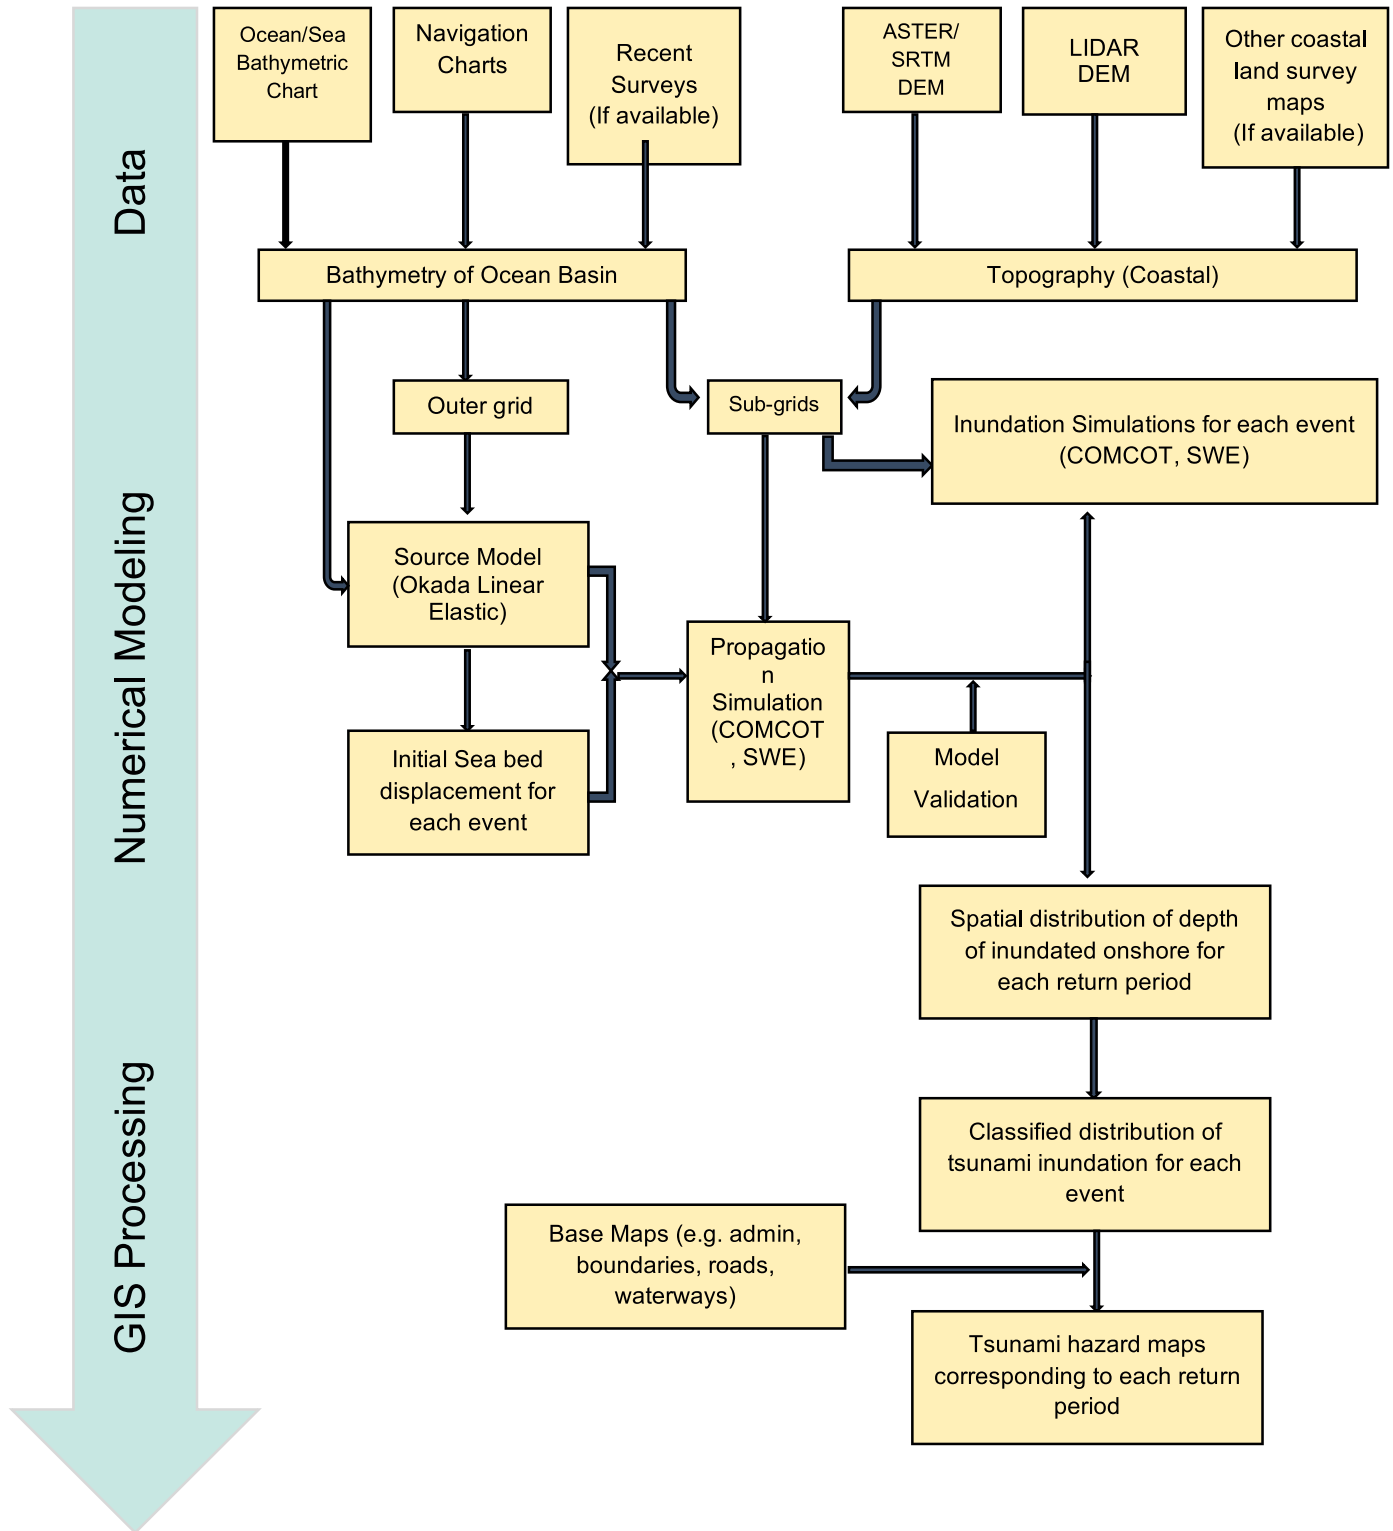 Ocean/Sea
Bathymetric
Chart
Navigation
Charts
Recent
Surveys
(If available)
ASTER/
SRTM
DEM
LIDAR
DEM
Other coastal
land survey
maps
(If available)
Data
Bathymetry of Ocean Basin
Topography (Coastal)
Outer grid
Sub-grids
Inundation Simulations for each event
(COMCOT, SWE)
Numerical Modeling
Source Model
(Okada Linear
Elastic)
Propagatio
n
Simulation
(COMCOT
, SWE)
Initial Sea bed
displacement for
each event
Model
Validation
Spatial distribution of depth
of inundated onshore for
each return period
GIS Processing
Classified distribution of
tsunami inundation for each
event
Base Maps (e.g. admin,
boundaries, roads,
waterways)
Tsunami hazard maps
corresponding to each return
period